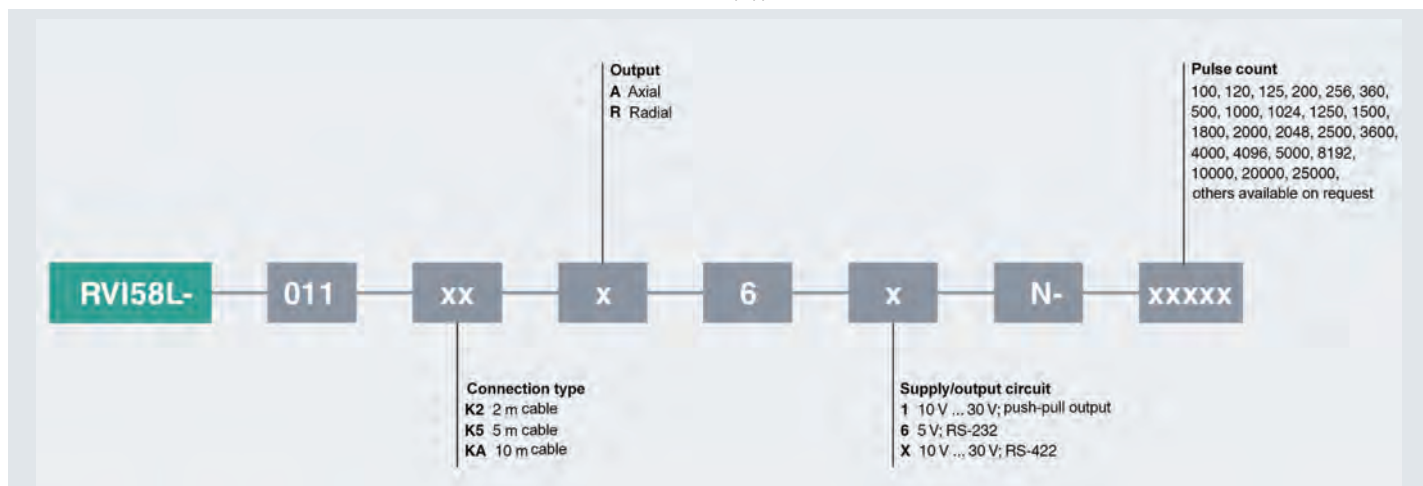 Output
A Axial
R Radial
Pulse count
100, 120, 125, 200, 256, 360,
500, 1000, 1024, 1250, 1500,
1800, 2000, 2048, 2500, 3600,
4000, 4096, 5000, 8192,
10000, 20000, 25000,
others available on request
RVI58L- 011 xx x 6 x N- xxxxx
Connection type
K2 2 m cable
K5 5 m cable
KA 10 m cable
Supply/output circuit
1 10 V ... 30 V; push-pull output
6 5 V; RS-232
X 10 V ... 30 V; RS-422